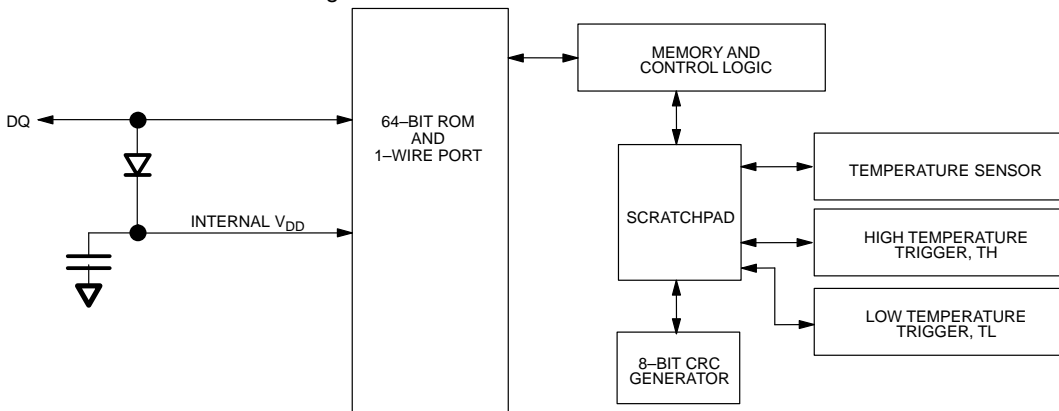 MEMORY AND
CONTROL LOGIC
DQ
64–BIT ROM
AND
1–WIRE PORT
TEMPERATURE SENSOR
SCRATCHPAD
INTERNAL VDD
HIGH TEMPERATURE
TRIGGER, TH
LOW TEMPERATURE
TRIGGER, TL
8–BIT CRC
GENERATOR